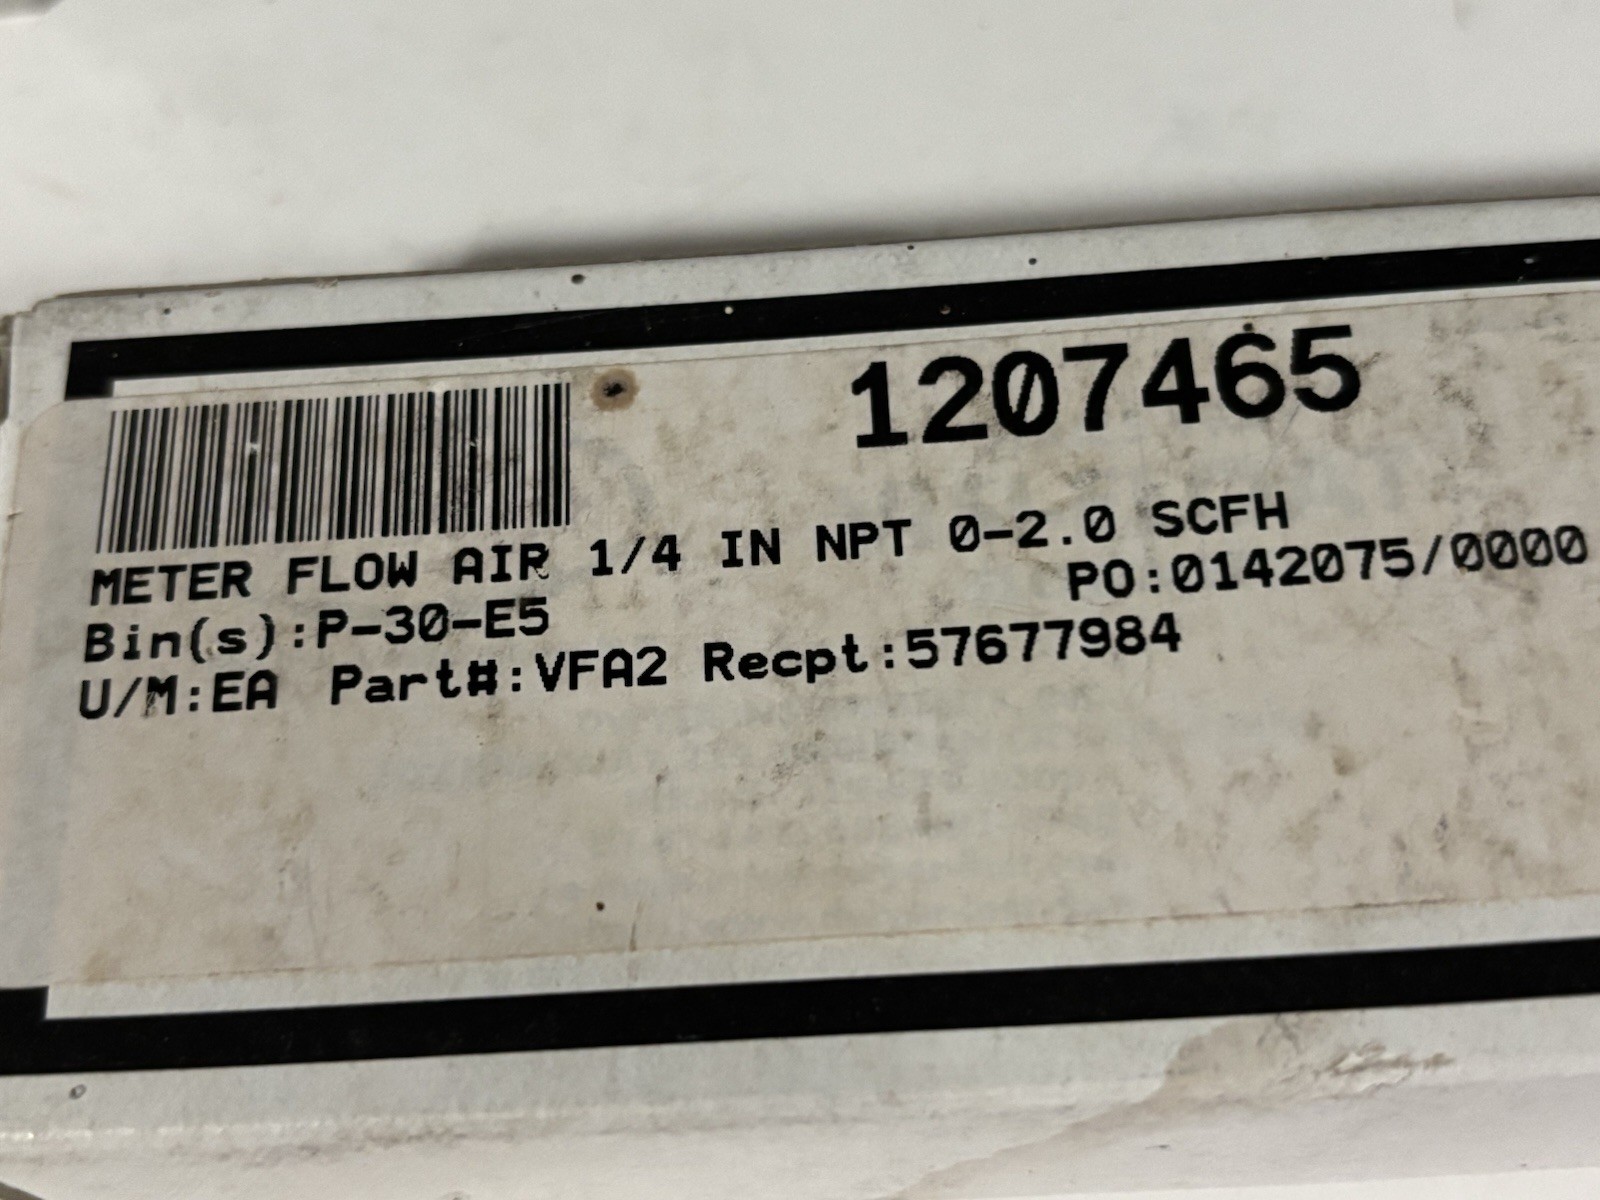 1207465
METER FLOW AIR 1/4 IN NPT 0-2.0 SCFH
Bin(s):P-30-E5 PO:0142075/0000
U/M:EA Part#:VFA2 Recpt:57677984